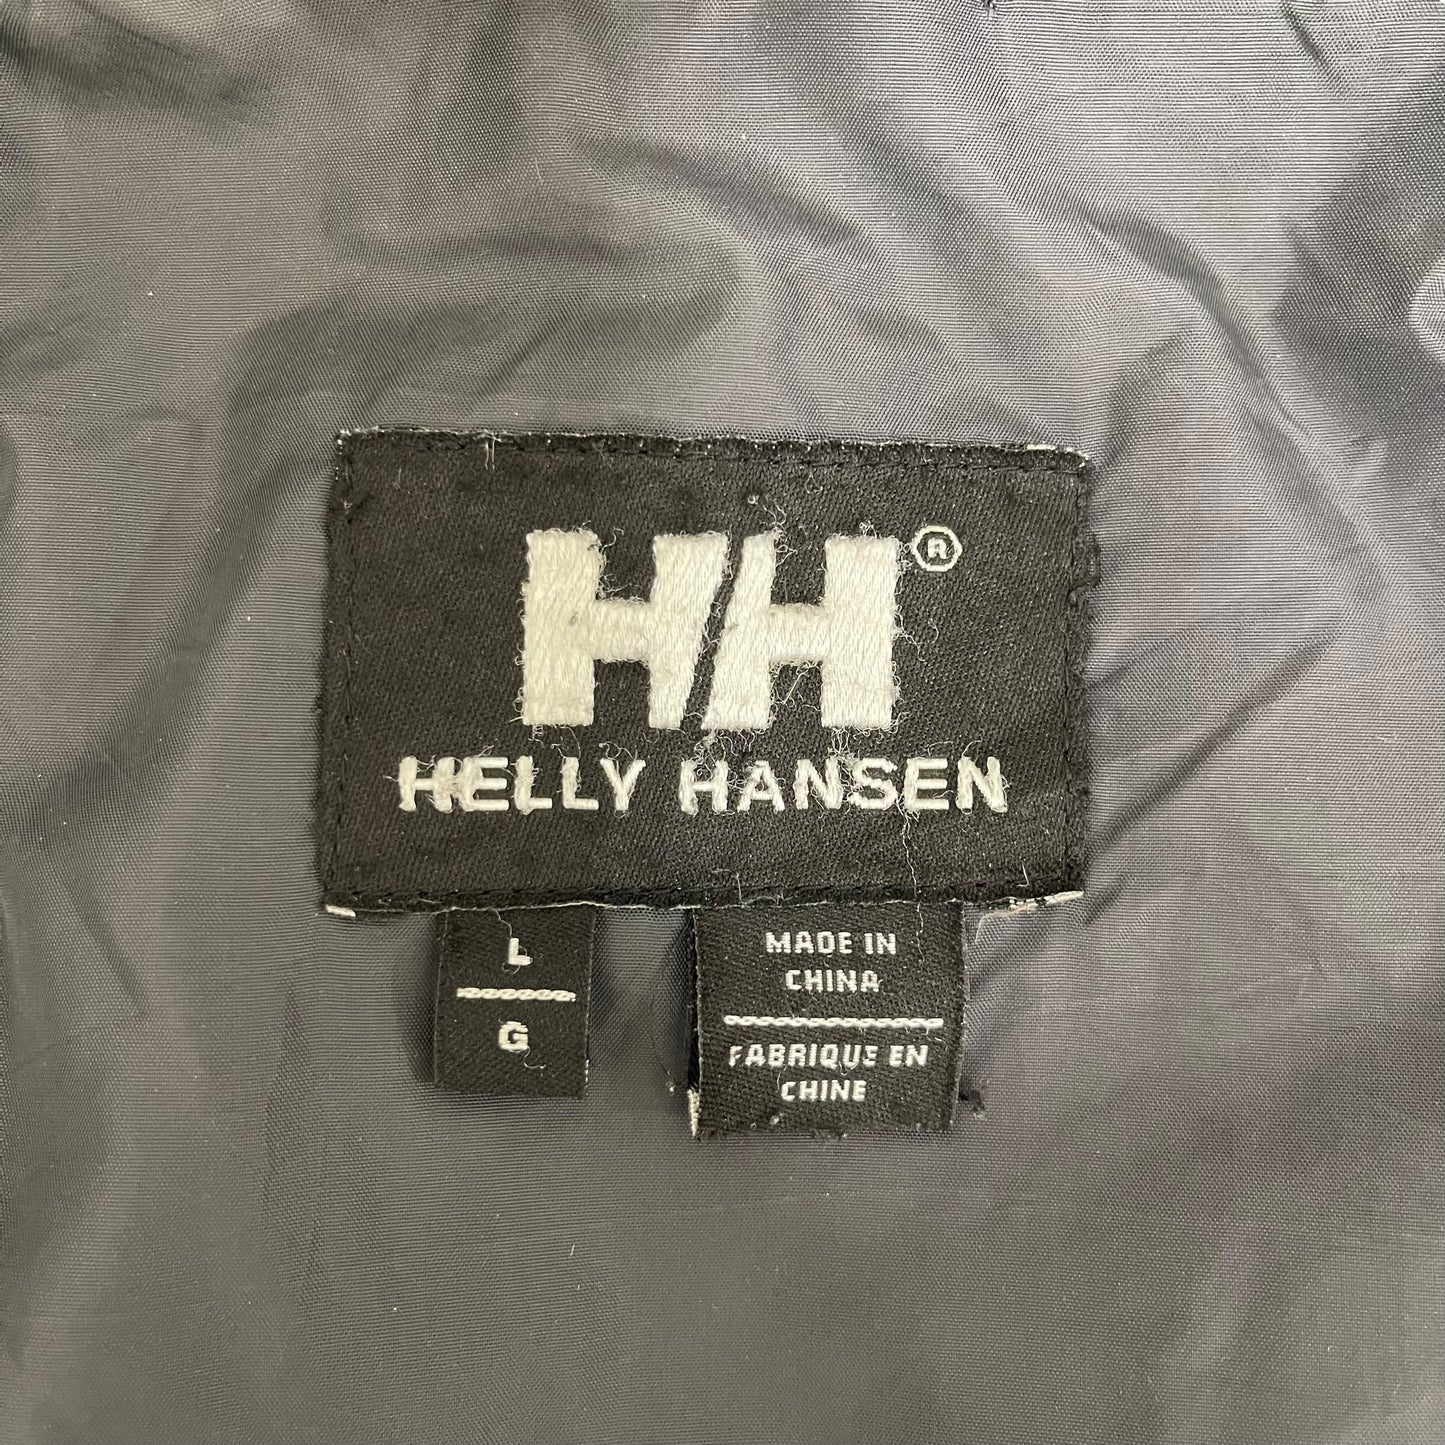 HH®
HELLY HANSEN
L
G
MADE IN
CHINA
FABRIQUE EN
CHINE